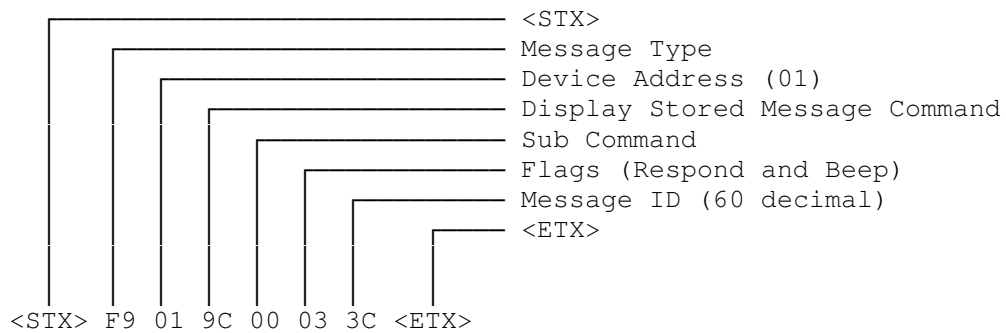 <STX>
Message Type
Device Address (01)
Display Stored Message Command
Sub Command
Flags (Respond and Beep)
Message ID (60 decimal)
<ETX>
<STX> F9 01 9C 00 03 3C <ETX>